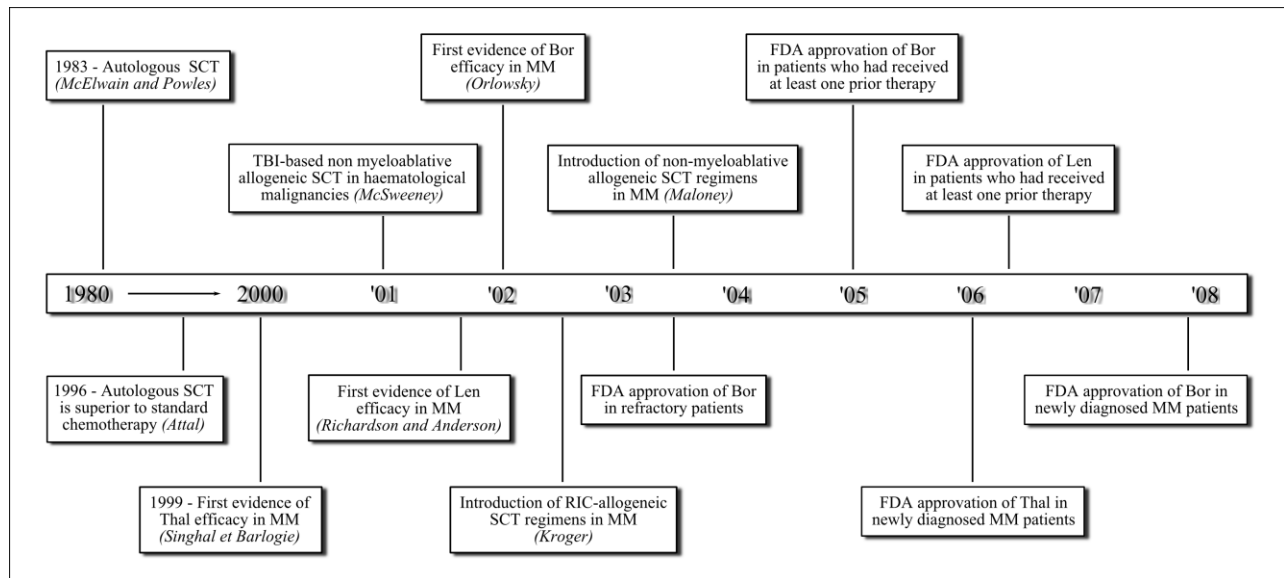 1983 - Autologous SCT
(McElwain and Powles)
First evidence of Bor
efficacy in MM
(Orlowsky)
FDA approvation of Bor
in patients who had received
at least one prior therapy
TBI-based non myeloablative
allogeneic SCT in haematological
malignancies (McSweeney)
Introduction of non-myeloablative
allogeneic SCT regimens
in MM (Maloney)
FDA approvation of Len
in patients who had received
at least one prior therapy
1980 2000 '01 '02 '03 '04 '05 '06 '07 '08
1996 - Autologous SCT
is superior to standard
chemotherapy (Attal)
First evidence of Len
efficacy in MM
(Richardson and Anderson)
FDA approvation of Bor
in refractory patients
FDA approvation of Bor in
newly diagnosed MM patients
1999 - First evidence of
Thal efficacy in MM
(Singhal et Barlogie)
Introduction of RIC-allogeneic
SCT regimens in MM
(Kroger)
FDA approvation of Thal in
newly diagnosed MM patients